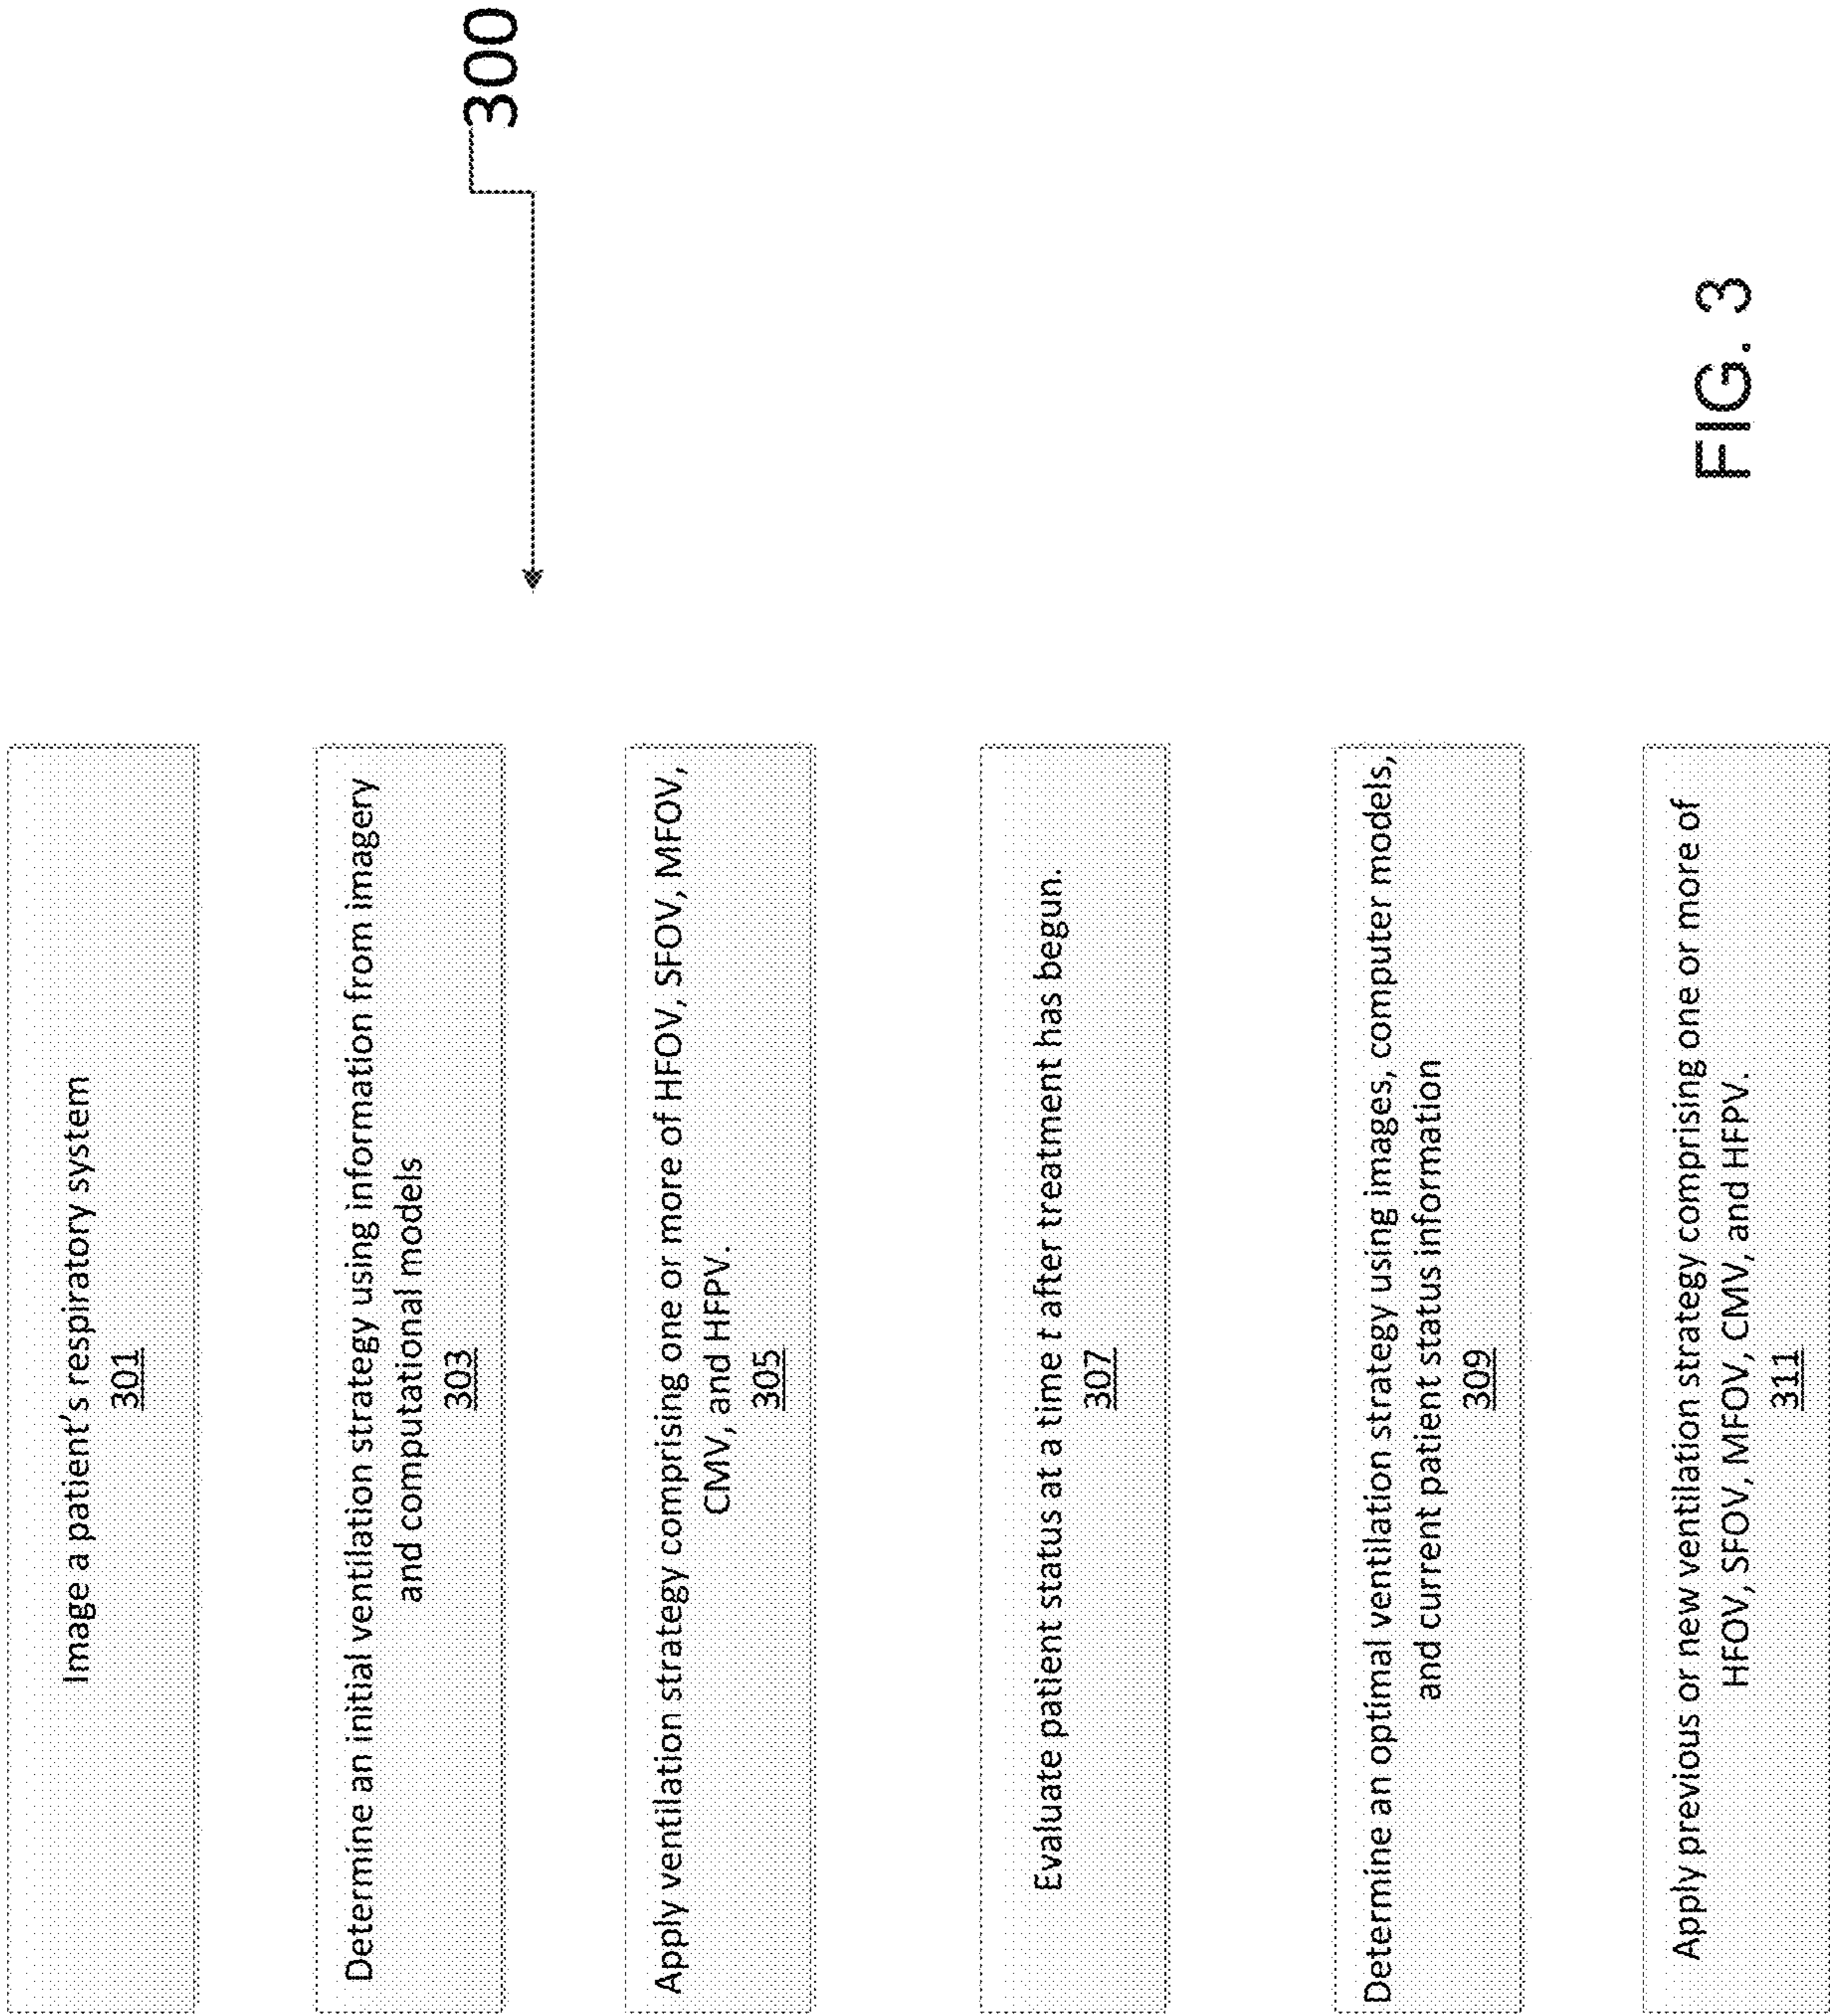 300
Image a patient's respiratory system
301
Determine an initial ventilation strategy using information from imagery
and computational models
303
Apply ventilation strategy comprising one or more of HFOV, SFOV, MFOV,
CMV, and HFPV.
305
Evaluate patient status at a time t after treatment has begun.
307
Determine an optimal ventilation strategy using images, computer models,
and current patient status information
309
Apply previous or new ventilation strategy comprising one or more of
HFOV, SFOV, MFOV, CMV, and HFPV.
311
FIG. 3